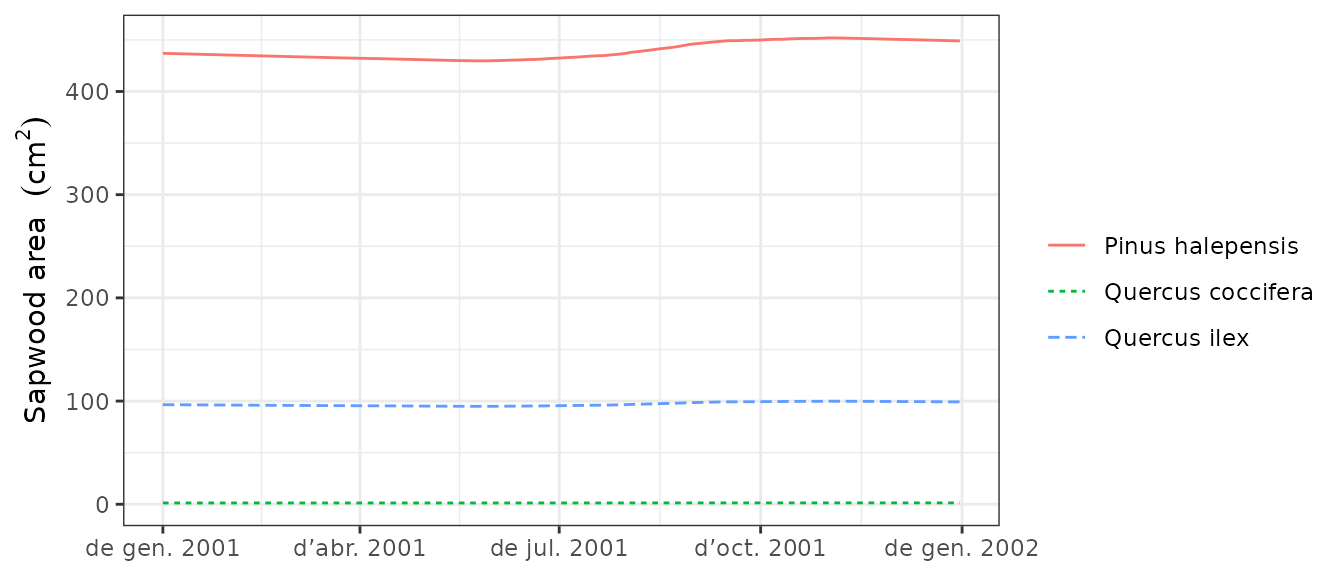 Sapwood area (cm²)
400
300
200
100
0
de gen. 2001
d’abr. 2001
de jul. 2001
d’oct. 2001
de gen. 2002
Pinus halepensis
Quercus coccifera
Quercus ilex